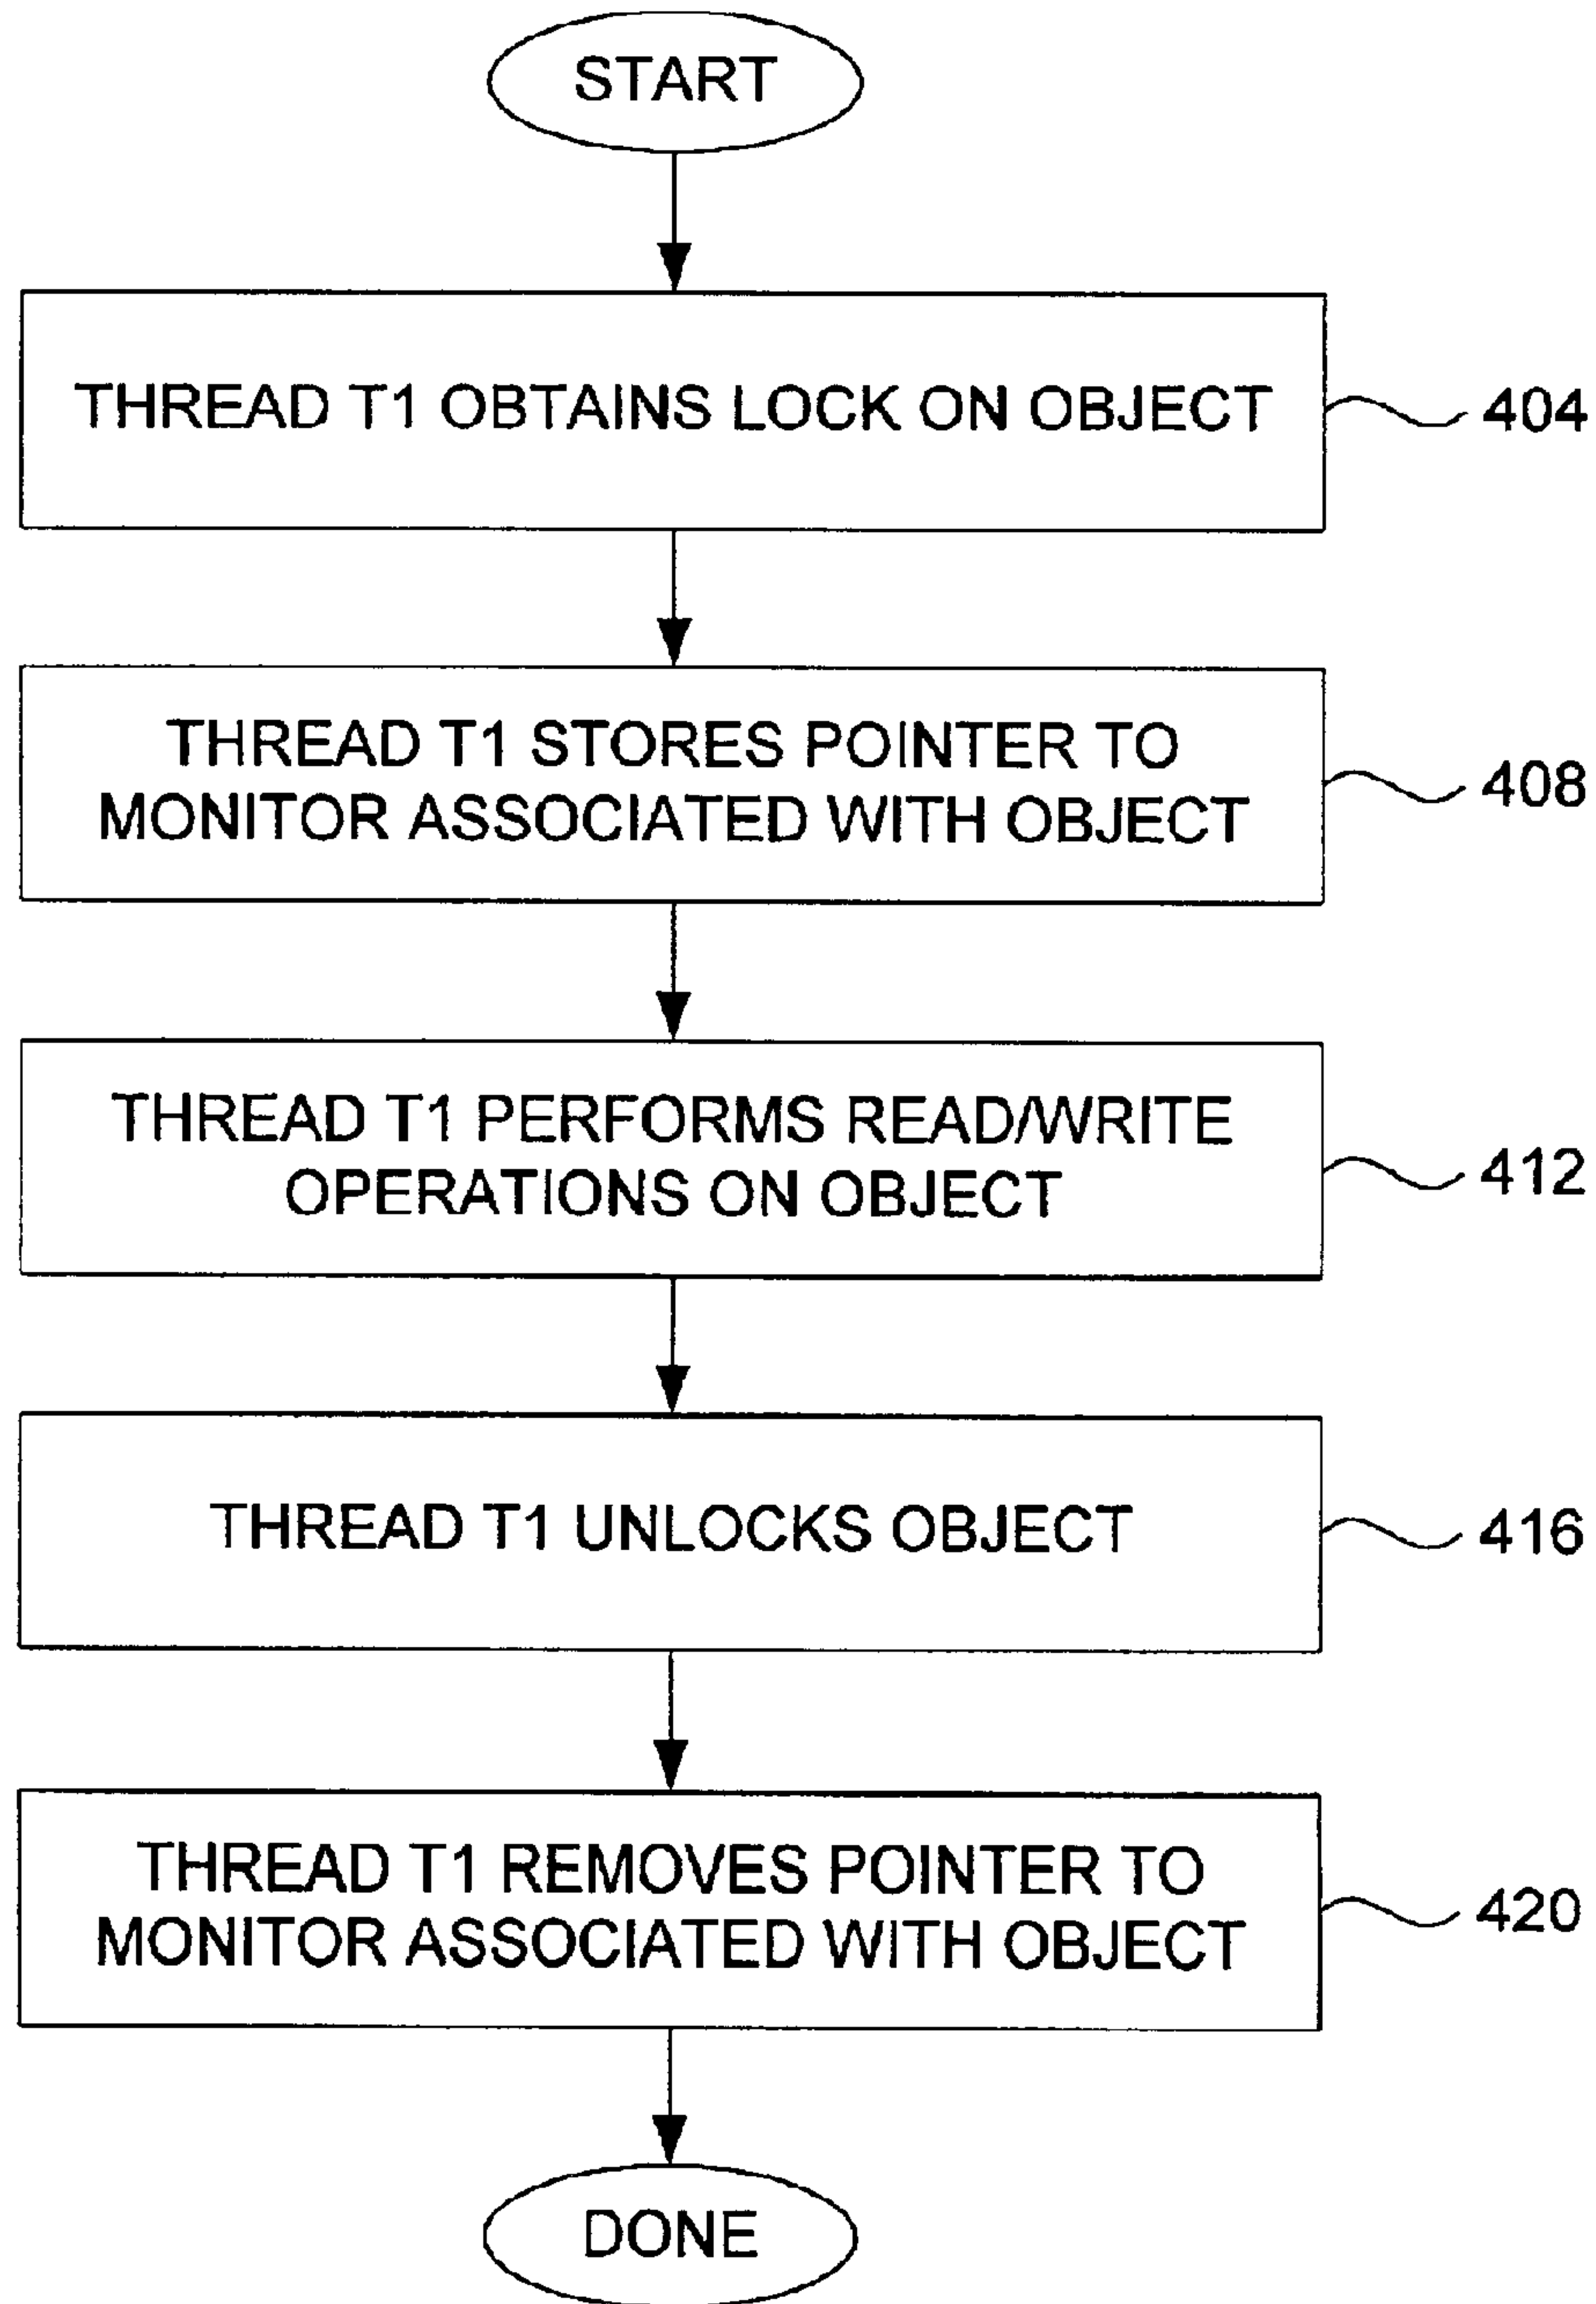 START
THREAD T1 OBTAINS LOCK ON OBJECT
404
THREAD T1 STORES POINTER TO
MONITOR ASSOCIATED WITH OBJECT
408
THREAD T1 PERFORMS READ/WRITE
OPERATIONS ON OBJECT
412
THREAD T1 UNLOCKS OBJECT
416
THREAD T1 REMOVES POINTER TO
MONITOR ASSOCIATED WITH OBJECT
420
DONE